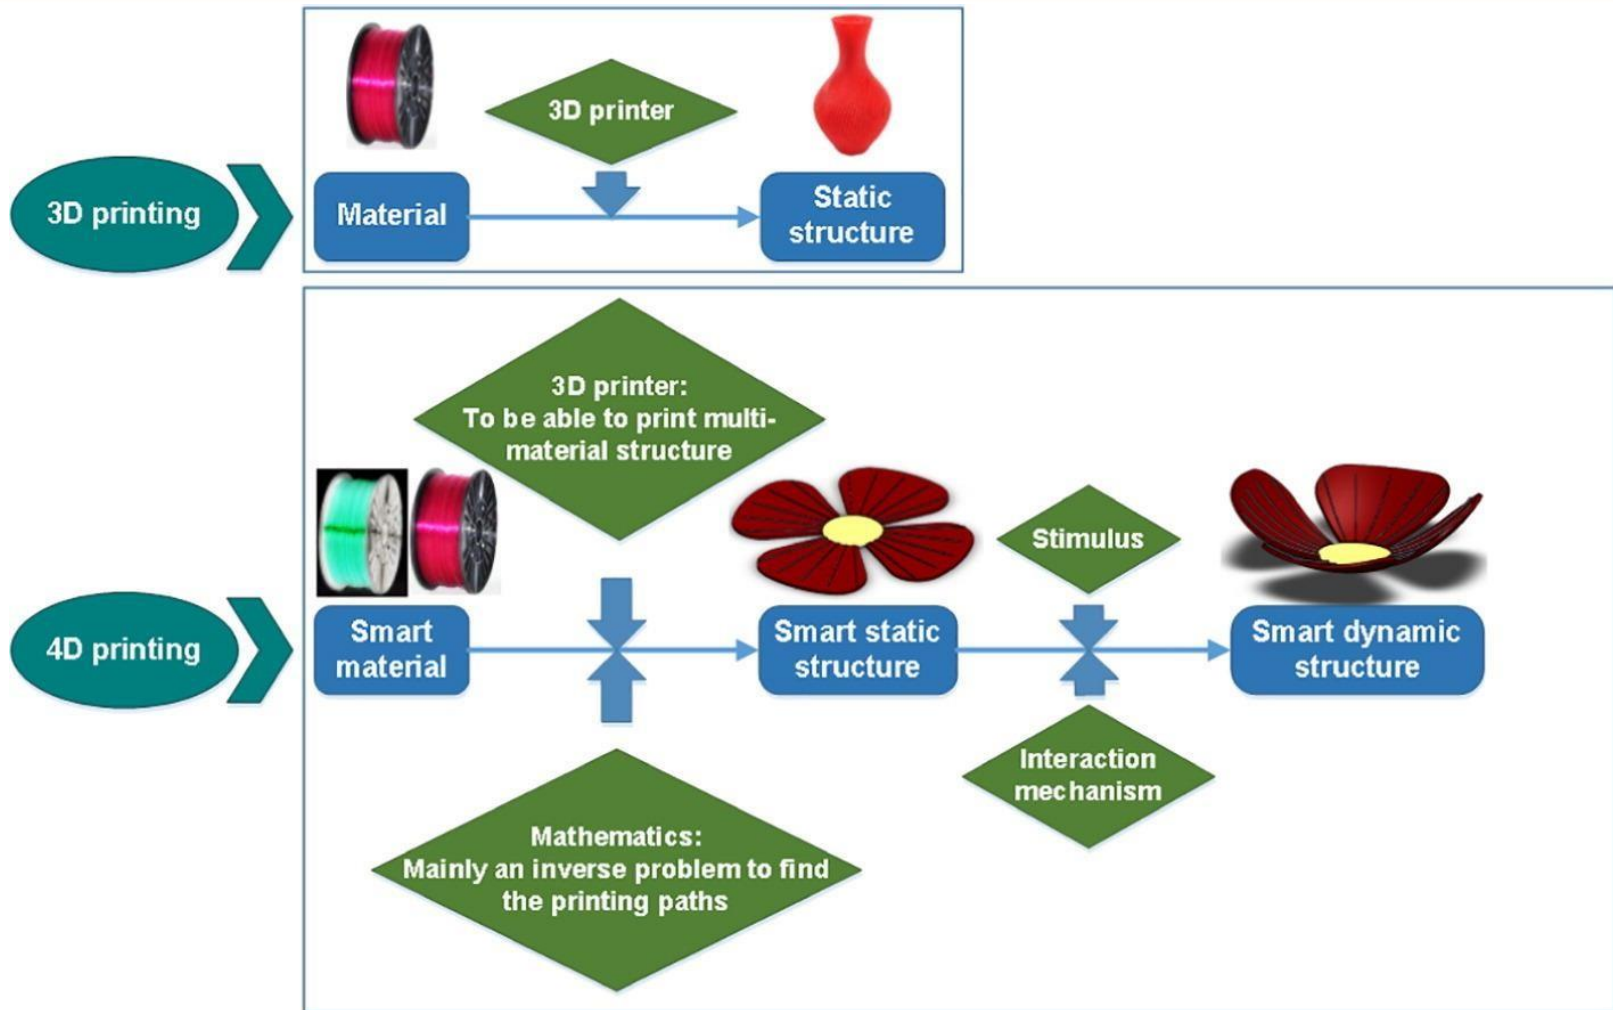 3D printer
3D printing
Material
Static
structure
3D printer:
To be able to print multi-
material structure
Stimulus
4D printing
Smart
material
Smart static
structure
Smart dynamic
structure
Interaction
mechanism
Mathematics:
Mainly an inverse problem to find
the printing paths